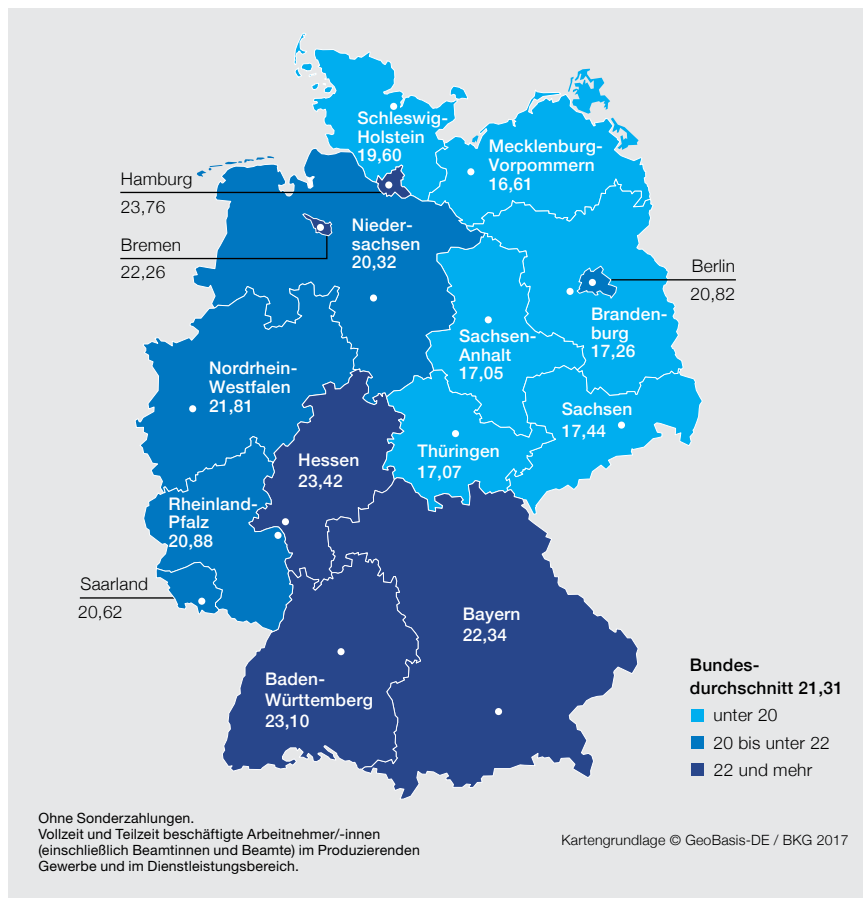 Schleswig-
Holstein
19,60
Mecklenburg-
Vorpommern
16,61
Hamburg
23,76
Bremen
22,26
Nieder-
sachsen
20,32
Berlin
20,82
Branden-
burg
17,26
Sachsen-
Anhalt
17,05
Nordrhein-
Westfalen
21,81
Sachsen
17,44
Thüringen
17,07
Hessen
23,42
Rheinland-
Pfalz
20,88
Saarland
20,62
Bayern
22,34
Baden-
Württemberg
23,10
Bundes-
durchschnitt 21,31
unter 20
20 bis unter 22
22 und mehr
Ohne Sonderzahlungen.
Vollzeit und Teilzeit beschäftigte Arbeitnehmer/-innen
(einschließlich Beamtinnen und Beamte) im Produzierenden
Gewerbe und im Dienstleistungsbereich.
Kartengrundlage © GeoBasis-DE / BKG 2017